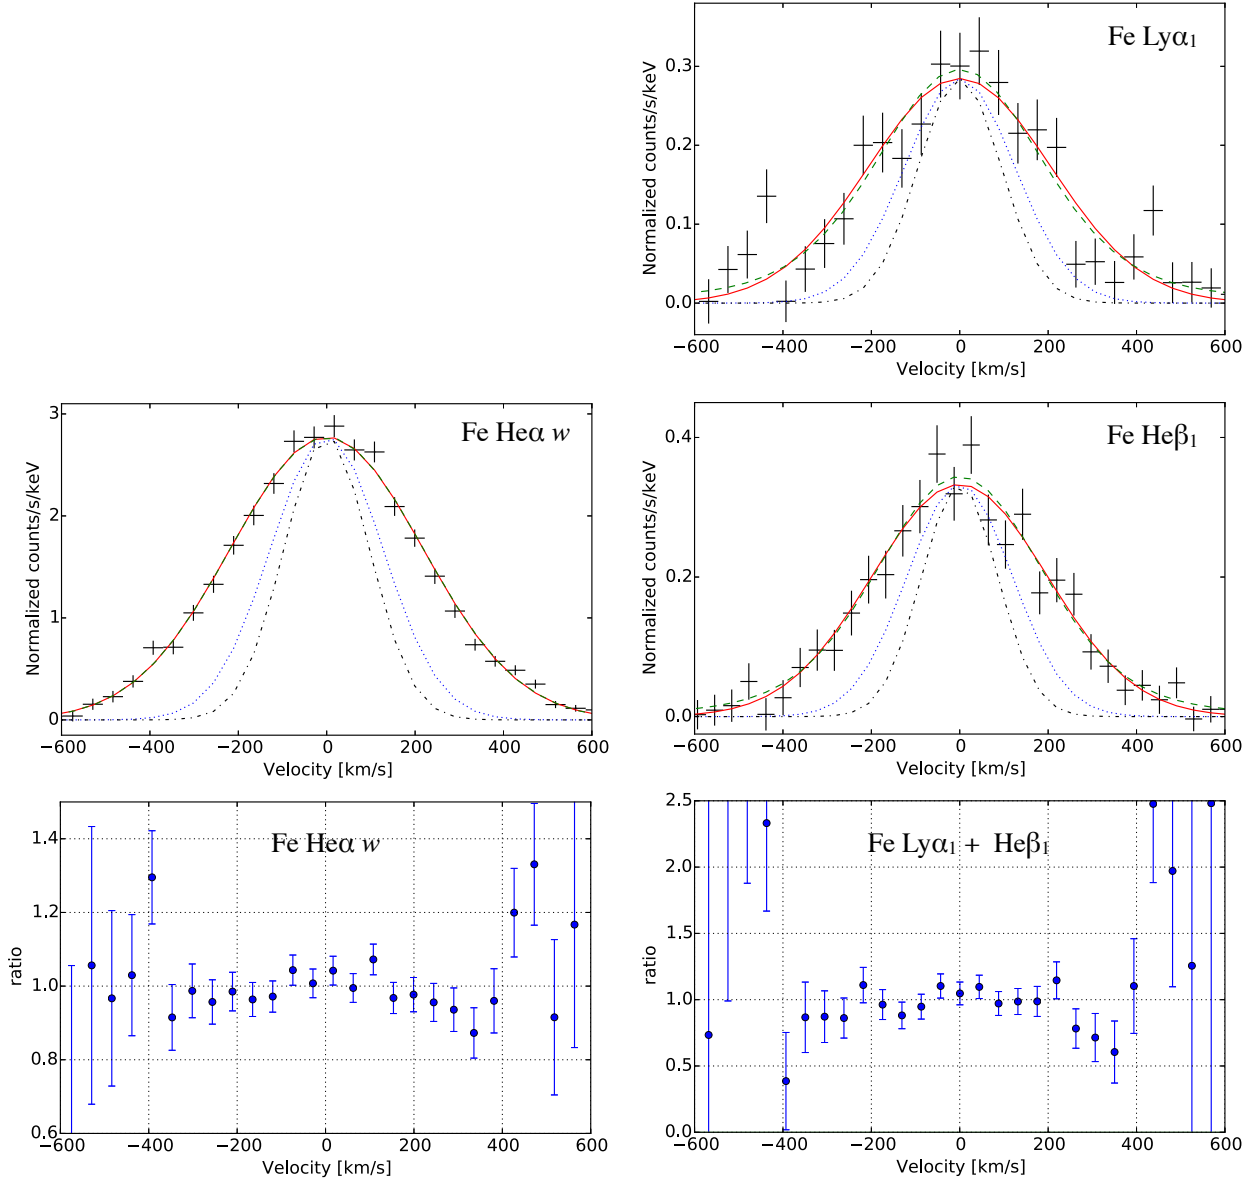 Fe Lyα₁
Normalized counts/s/keV
0.3
0.2
0.1
0.0
−600 −400 −200 0 200 400 600
Velocity [km/s]
Fe Heα w
Normalized counts/s/keV
3
2
1
0
−600 −400 −200 0 200 400 600
Velocity [km/s]
Fe Heβ₁
Normalized counts/s/keV
0.4
0.2
0.0
−600 −400 −200 0 200 400 600
Velocity [km/s]
Fe Heα w
ratio
1.4
1.2
1.0
0.8
0.6
−600 −400 −200 0 200 400 600
Velocity [km/s]
Fe Lyα₁ + Heβ₁
ratio
2.5
2.0
1.5
1.0
0.5
0.0
−600 −400 −200 0 200 400 600
Velocity [km/s]